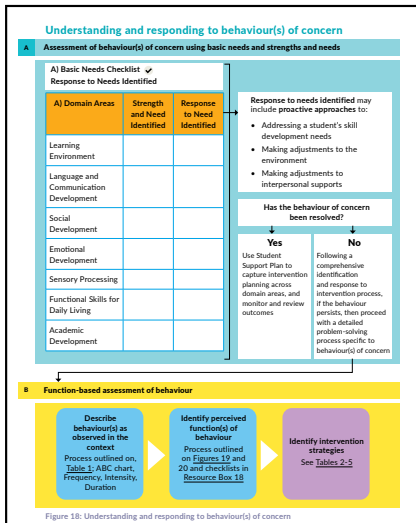 Understanding and responding to behaviour(s) of concern
A Assessment of behaviour(s) of concern using basic needs and strengths and needs
A) Basic Needs Checklist ✓
Response to Needs Identified
A) Domain Areas
Strength
and Need
Identified
Response
to Need
Identified
Learning
Environment
Language and
Communication
Development
Social
Development
Emotional
Development
Sensory Processing
Functional Skills for
Daily Living
Academic
Development
Response to needs identified may
include proactive approaches to:
• Addressing a student's skill
development needs
• Making adjustments to the
environment
• Making adjustments to
interpersonal supports
Has the behaviour of concern
been resolved?
Yes
Use Student
Support Plan to
capture intervention
planning across
domain areas, and
monitor and review
outcomes
No
Following a
comprehensive
identification
and response to
intervention process,
if the behaviour
persists, then proceed
with a detailed
problem-solving
process specific to
behaviour(s) of concern
B Function-based assessment of behaviour
Describe
behaviour(s) as
observed in the
context
Process outlined on,
Table 1: ABC chart,
Frequency, Intensity,
Duration
Identify perceived
function(s) of
behaviour
Process outlined
on Figures 19 and
20 and checklists in
Resource Box 18
Identify intervention
strategies
See Tables 2-5
Figure 18: Understanding and responding to behaviour(s) of concern